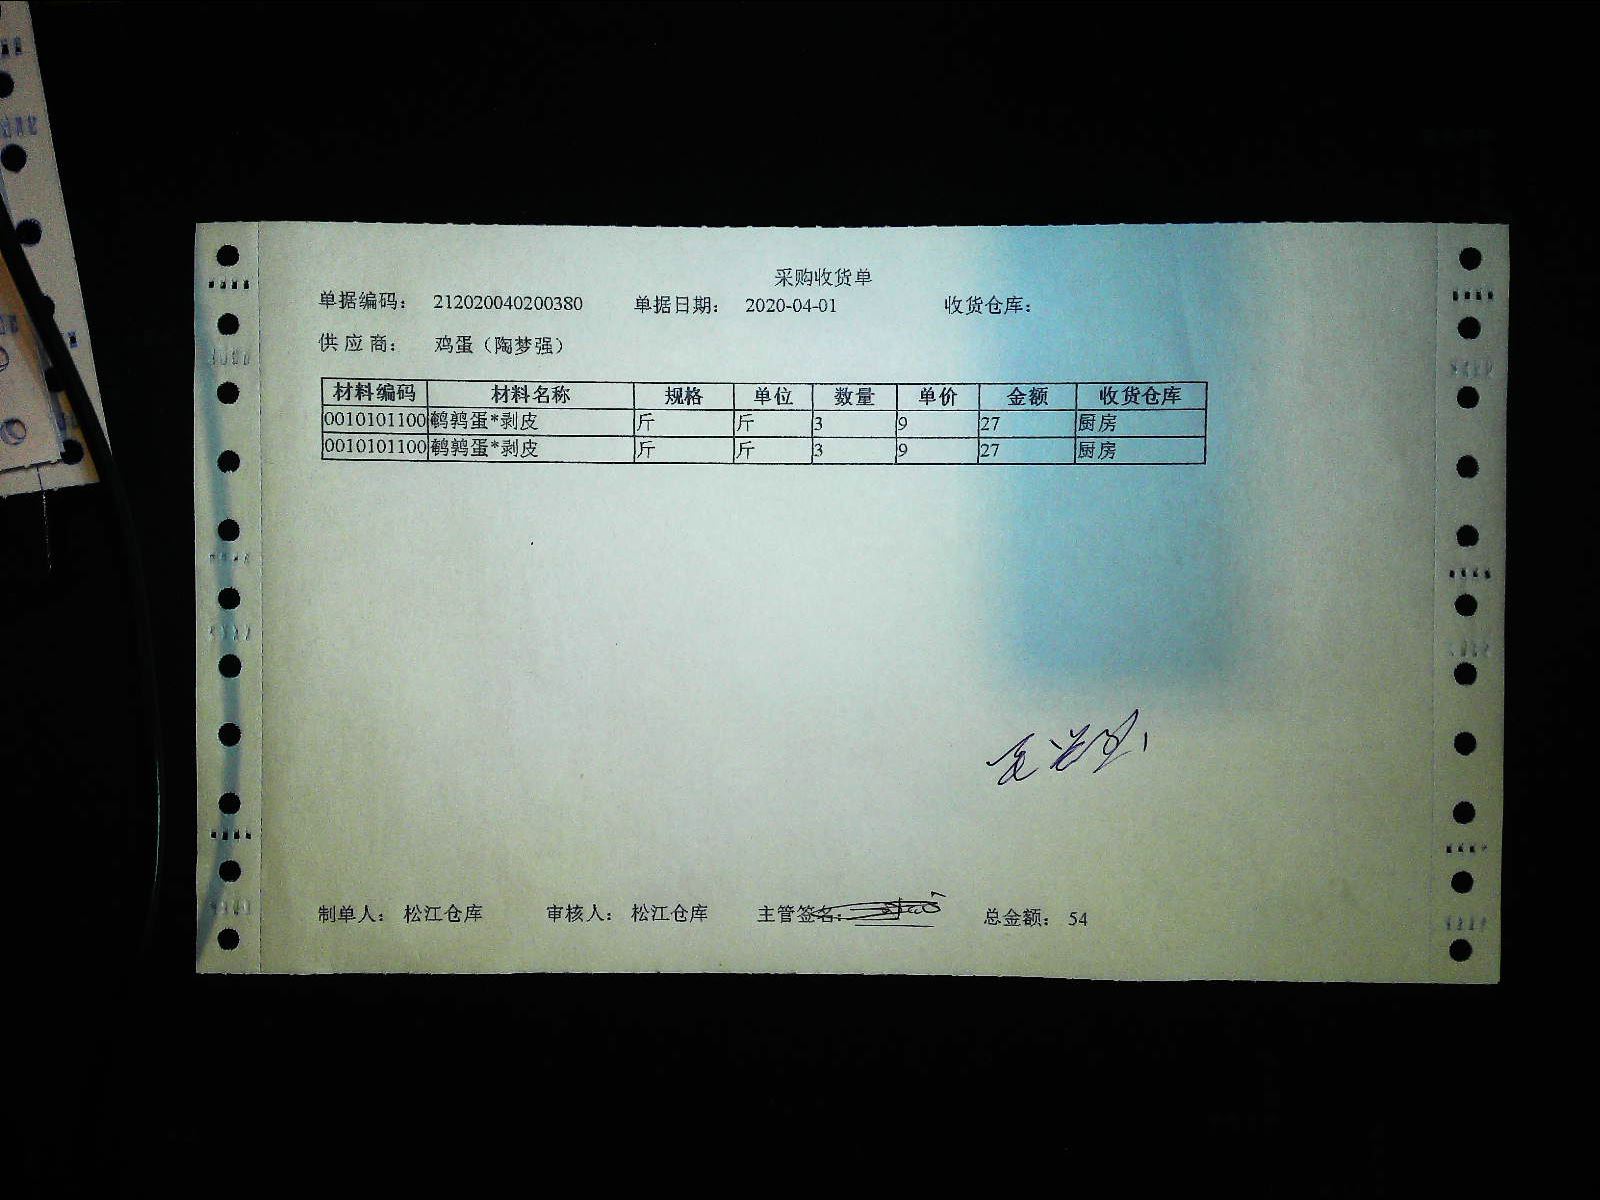 采购收货单
单据编码： 212020040200380 单据日期： 2020-04-01 收货仓库：
供 应 商： 鸡蛋（陶梦强）
材料编码 材料名称 规格 单位 数量 单价 金额 收货仓库
0010101100 鹌鹑蛋*剥皮 斤 斤 3 9 27 厨房
0010101100 鹌鹑蛋*剥皮 斤 斤 3 9 27 厨房
制单人： 松江仓库 审核人： 松江仓库 主管签名： 总金额： 54